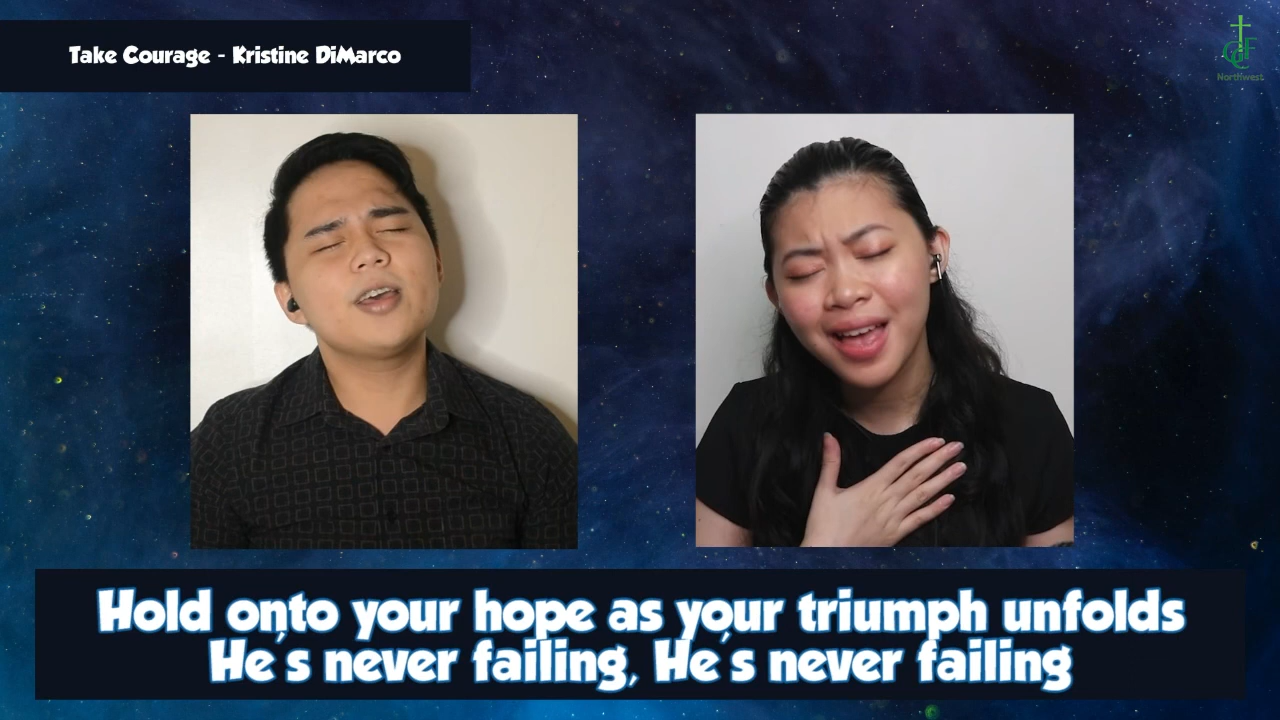 Take Courage - Kristine DiMarco
Northwest
Hold onto your hope as your triumph unfolds
He's never failing, He's never failing